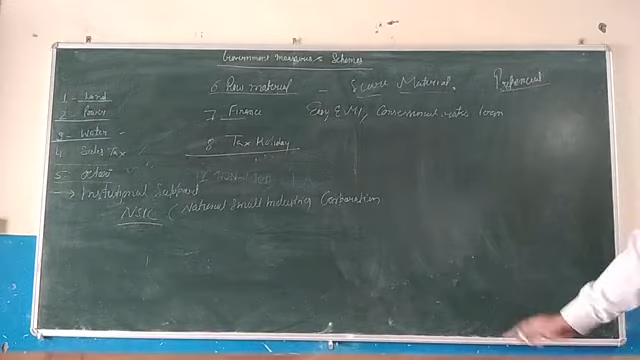 Government measures & Schemes
1 - Land
2 - Power
3 - Water -
4 Sales Tax
5 - Octroi
6 Raw material - Scarce Material.
7 Finance Easy EMI, Concessional rates loan
8 Tax Holiday
→ Institutional Support
NSIC (National Small Industries Corporation